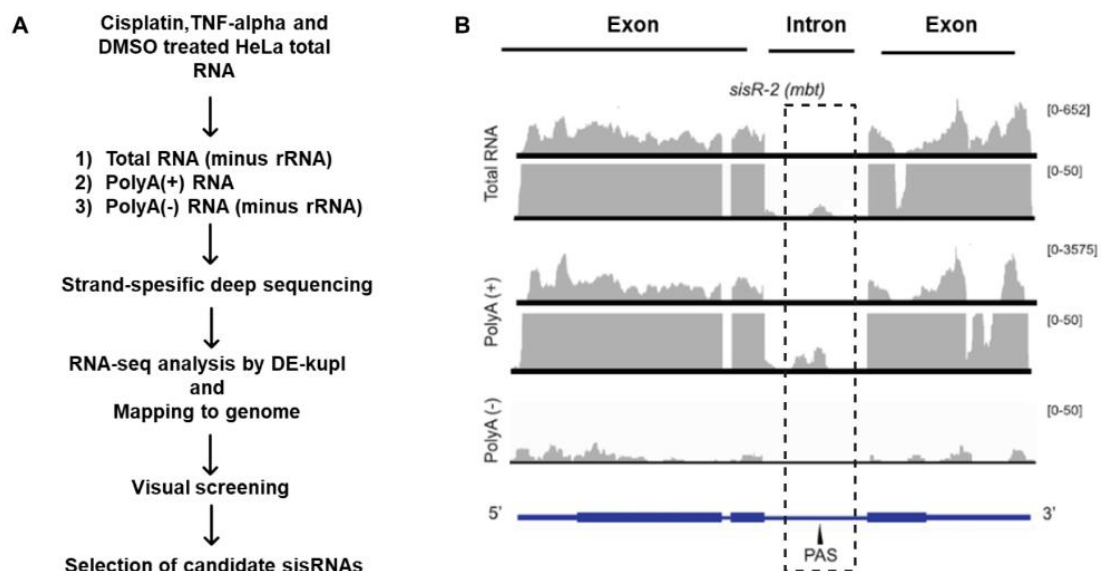 A
Cisplatin,TNF-alpha and
DMSO treated HeLa total
RNA
1) Total RNA (minus rRNA)
2) PolyA(+) RNA
3) PolyA(-) RNA (minus rRNA)
Strand-spesific deep sequencing
RNA-seq analysis by DE-kupl
and
Mapping to genome
Visual screening
Selection of candidate sisRNAs
B
Exon Intron Exon
sisR-2 (mbt)
Total RNA
[0-652]
[0-50]
PolyA (+)
[0-3575]
[0-50]
PolyA (-)
[0-50]
5' 3'
PAS